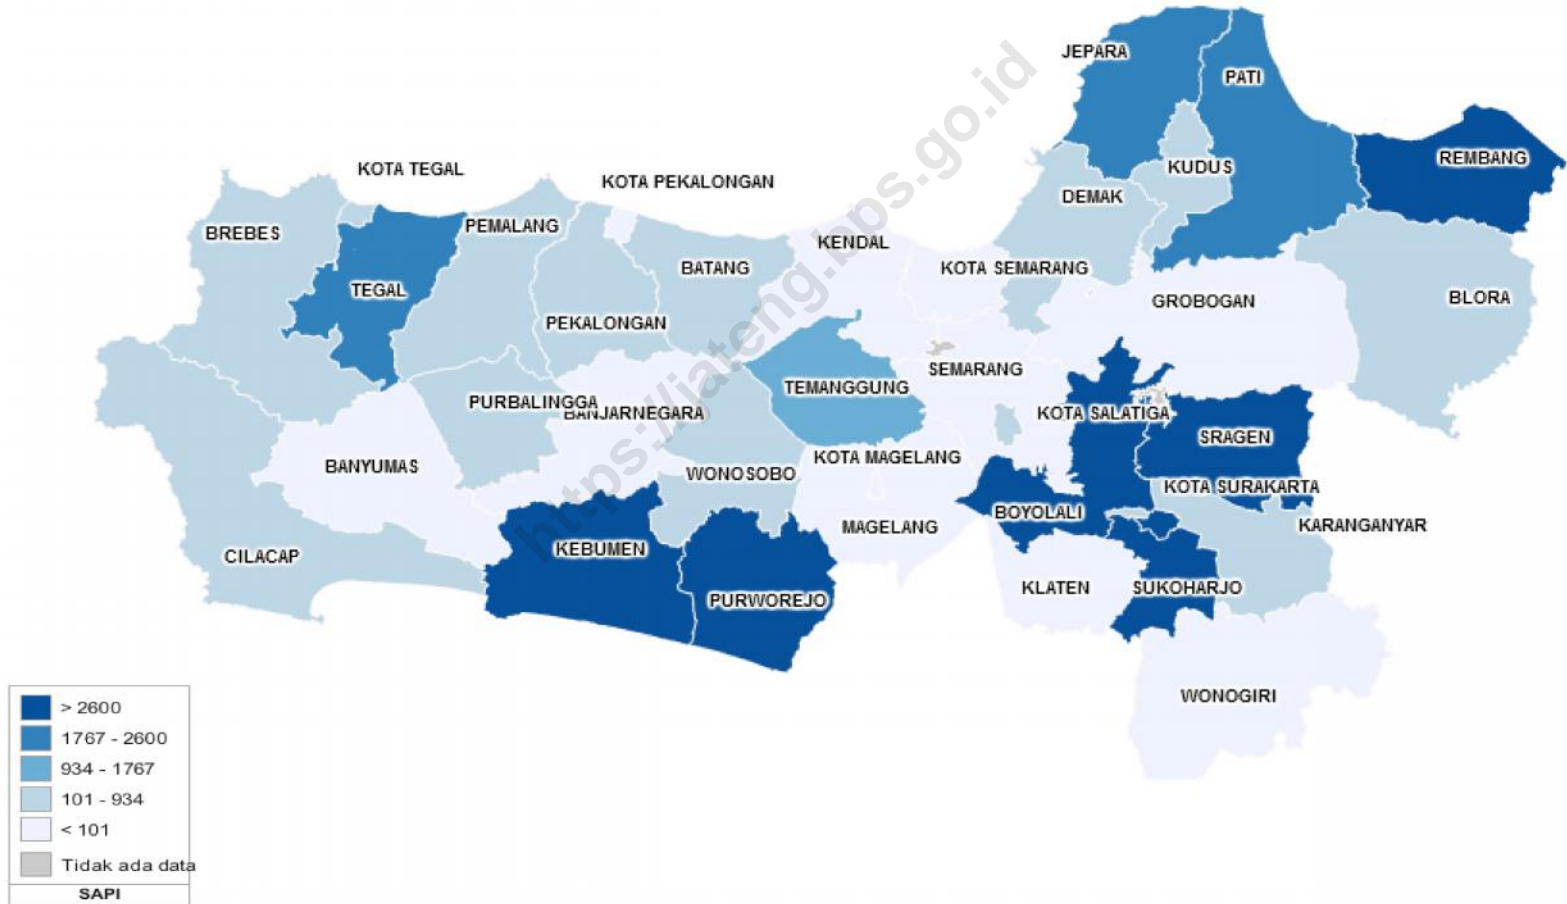 JEPARA
PATI
REMBANG
KOTA TEGAL
KOTA PEKALONGAN
KUDUS
DEMAK
BREBES
PEMALANG
KENDAL
BATANG
KOTA SEMARANG
TEGAL
GROBOGAN
BLORA
PEKALONGAN
SEMARANG
TEMANGGUNG
PURBALINGGA
BANJARNEGARA
KOTA SALATIGA
SRAGEN
BANYUMAS
KOTA MAGELANG
WONOSOBO
KOTA SURAKARTA
BOYOLALI
MAGELANG
KARANGANYAR
CILACAP
KEBUMEN
KLATEN
SUKOHARJO
PURWOREJO
WONOGIRI
https://jateng.bps.go.id
> 2600
1767 - 2600
934 - 1767
101 - 934
< 101
Tidak ada data
SAPI